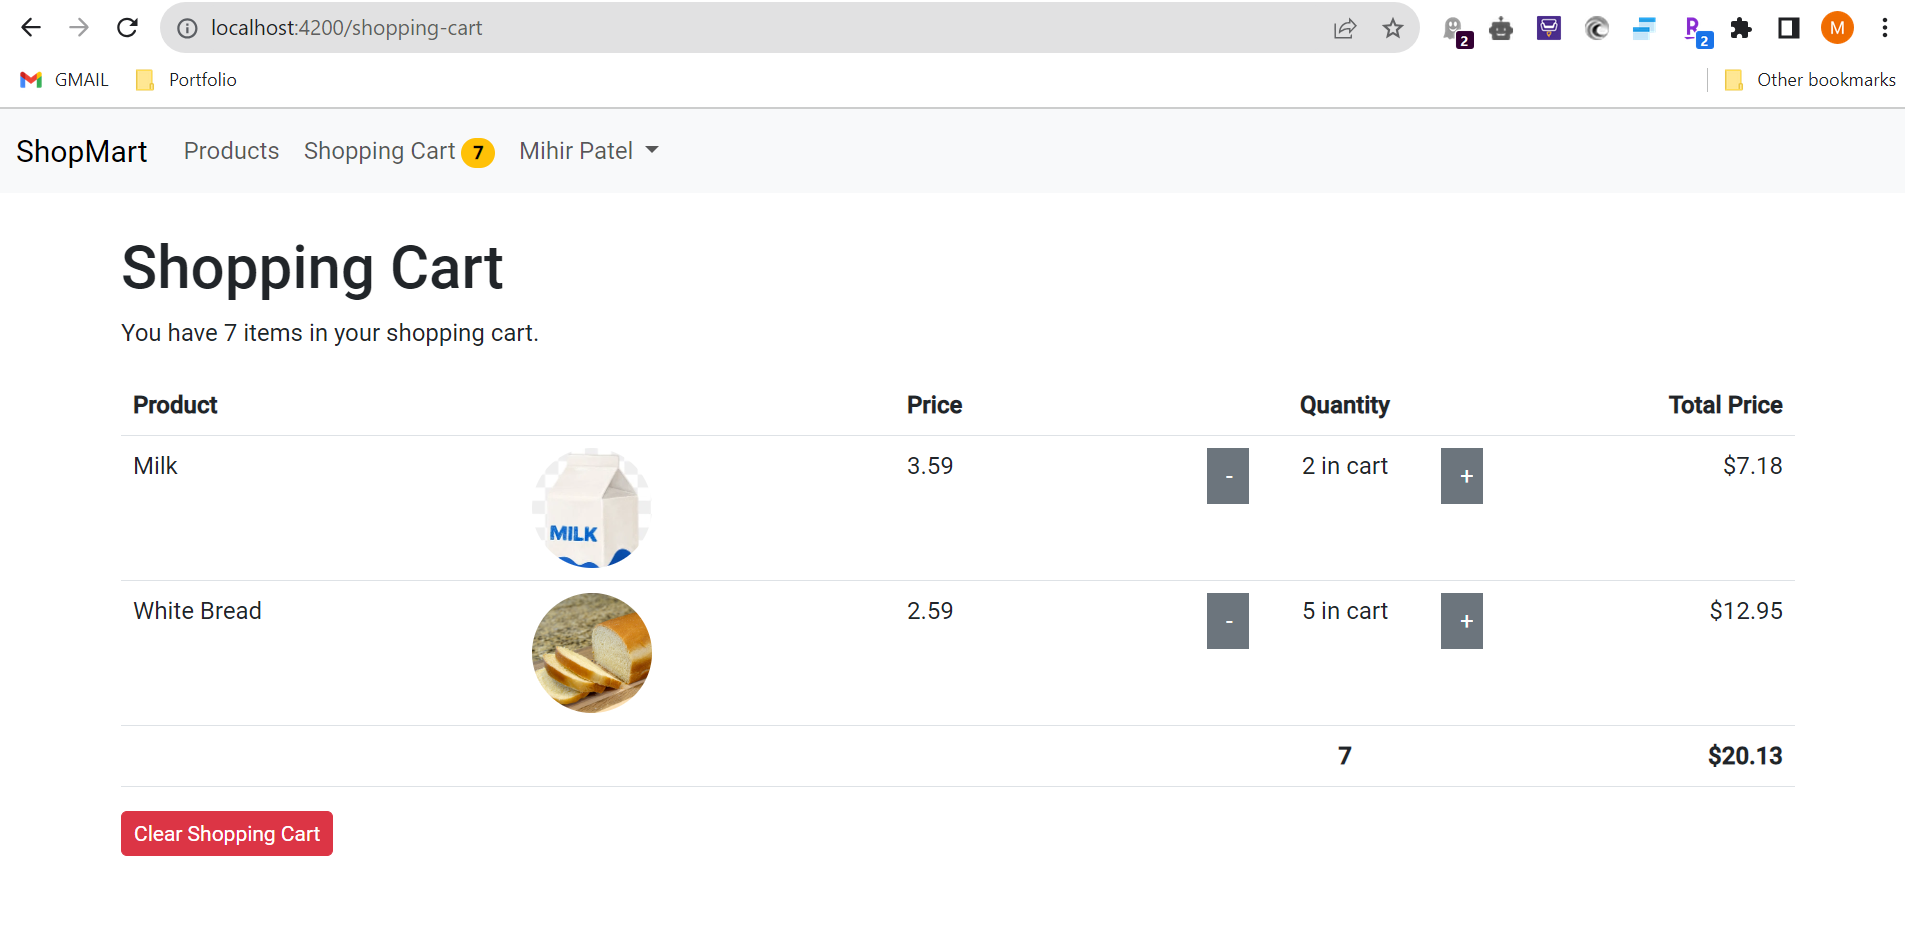 localhost:4200/shopping-cart
2
2
M
GMAIL
Portfolio
Other bookmarks
ShopMart
Products
Shopping Cart 7
Mihir Patel
Shopping Cart
You have 7 items in your shopping cart.
Product Price Quantity Total Price
Milk 3.59 - 2 in cart + $7.18
MILK
White Bread 2.59 - 5 in cart + $12.95
7 $20.13
Clear Shopping Cart